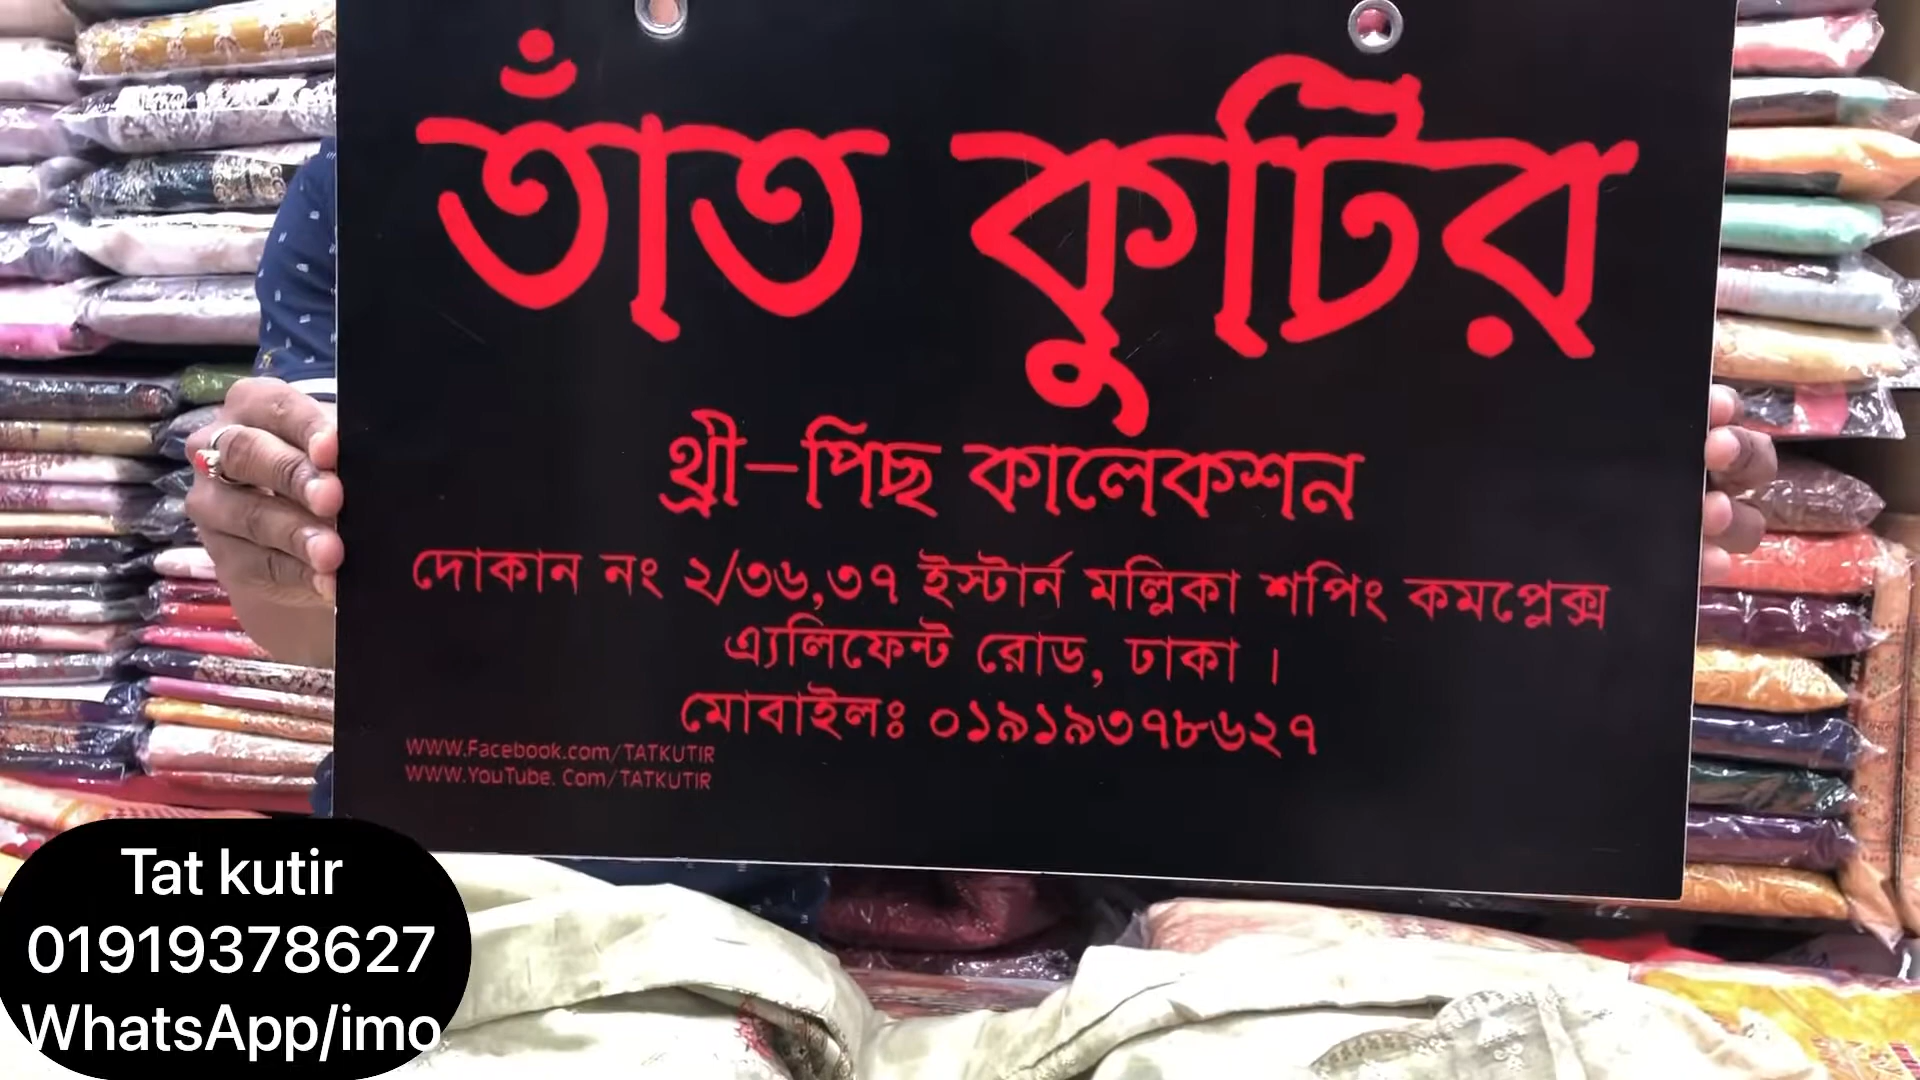 তাঁত কুটির
থ্রী-পিছ কালেকশন
দোকান নং ২/৩৬,৩৭ ইস্টার্ন মল্লিকা শপিং কমপ্লেক্স
এ্যলিফেন্ট রোড, ঢাকা ।
মোবাইলঃ ০১৯১৯৩৭৮৬২৭
WWW.Facebook.com/TATKUTIR
WWW.YouTube. Com/TATKUTIR
Tat kutir
01919378627
WhatsApp/imo